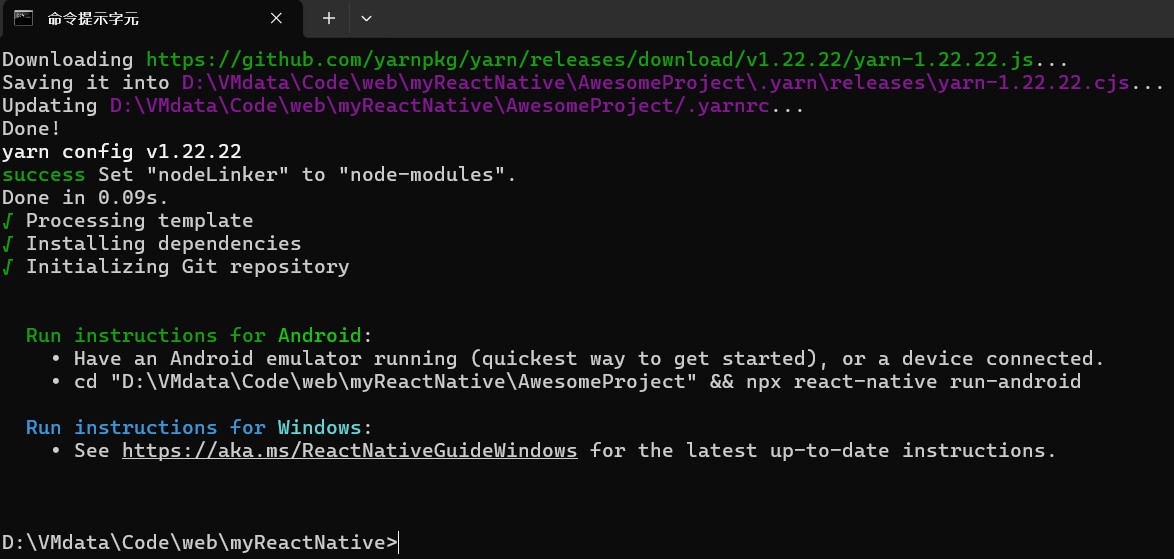 命令提示字元
Downloading https://github.com/yarnpkg/yarn/releases/download/v1.22.22/yarn-1.22.22.js...
Saving it into D:\VMdata\Code\web\myReactNative\AwesomeProject\.yarn\releases\yarn-1.22.22.cjs...
Updating D:\VMdata\Code\web\myReactNative\AwesomeProject/.yarnrc...
Done!
yarn config v1.22.22
success Set "nodeLinker" to "node-modules".
Done in 0.09s.
√ Processing template
√ Installing dependencies
√ Initializing Git repository
Run instructions for Android:
• Have an Android emulator running (quickest way to get started), or a device connected.
• cd "D:\VMdata\Code\web\myReactNative\AwesomeProject" && npx react-native run-android
Run instructions for Windows:
• See https://aka.ms/ReactNativeGuideWindows for the latest up-to-date instructions.
D:\VMdata\Code\web\myReactNative>